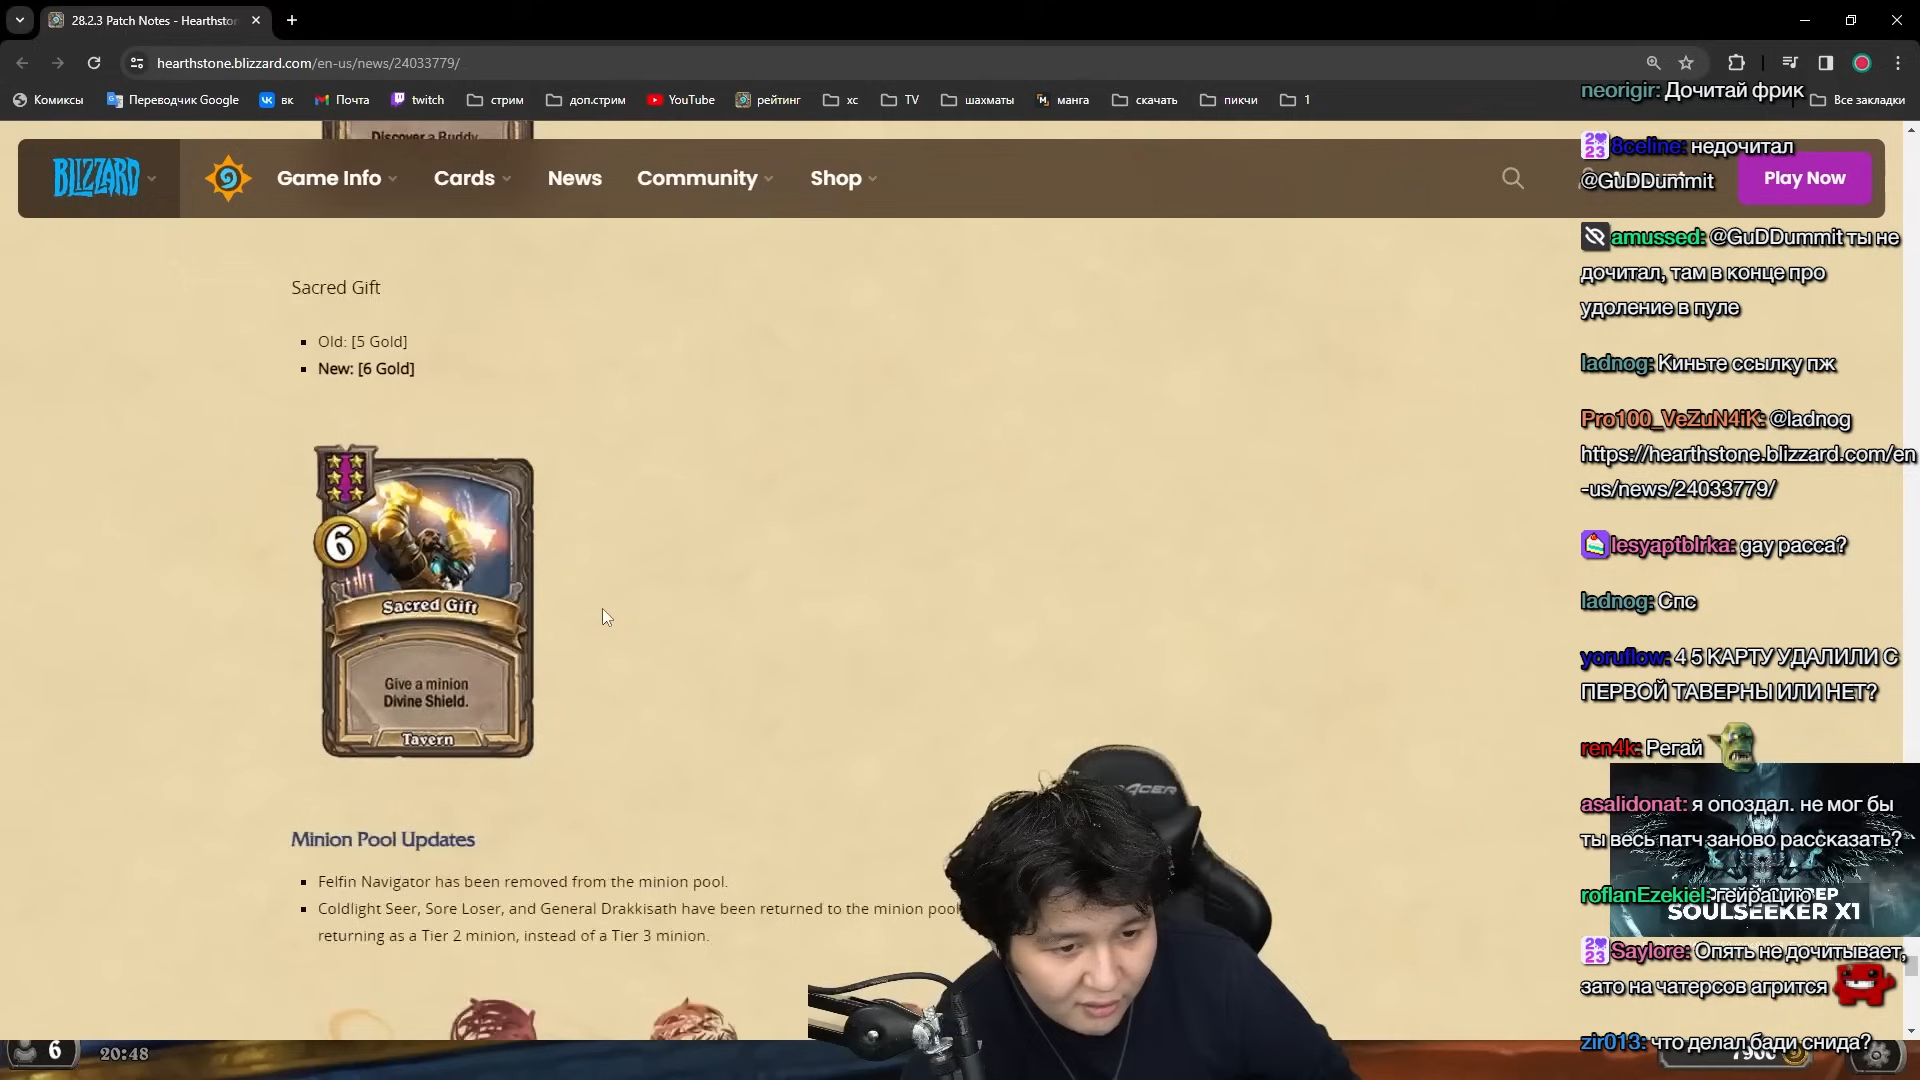 28.2.3 Patch Notes - Hearthston
hearthstone.blizzard.com/en-us/news/24033779/
Комиксы
Переводчик Google
вк
Почта
twitch
стрим
доп.стрим
YouTube
рейтинг
хс
TV
шахматы
манга
скачать
пикчи
1
Все закладки
Discover a Buddy
BLIZZARD
Game Info
Cards
News
Community
Shop
Play Now
Sacred Gift
Old: [5 Gold]
New: [6 Gold]
6
Sacred Gift
Give a minion
Divine Shield.
Tavern
Minion Pool Updates
Felfin Navigator has been removed from the minion pool.
Coldlight Seer, Sore Loser, and General Drakkisath have been returned to the minion pool
returning as a Tier 2 minion, instead of a Tier 3 minion.
neorigir: Дочитай фрик
8celine: недочитал
@GuDDummit
amussed: @GuDDummit ты не
дочитал, там в конце про
удоление в пуле
ladnog: Киньте ссылку пж
Pro100_VeZuN4iK: @ladnog
https://hearthstone.blizzard.com/en
-us/news/24033779/
lesyaptblrka: gay расса?
ladnog: Спс
yoruflow: 4 5 КАРТУ УДАЛИЛИ С
ПЕРВОЙ ТАВЕРНЫ ИЛИ НЕТ?
ren4k: Регай
asalidonat: я опоздал. не мог бы
ты весь патч заново рассказать?
roflanEzekiel: гейрацию
SOULSEEKER X1
Saylore: Опять не дочитывает,
зато на чатерсов агрится
zir013: что делал бади снида?
ACER
6
20:48